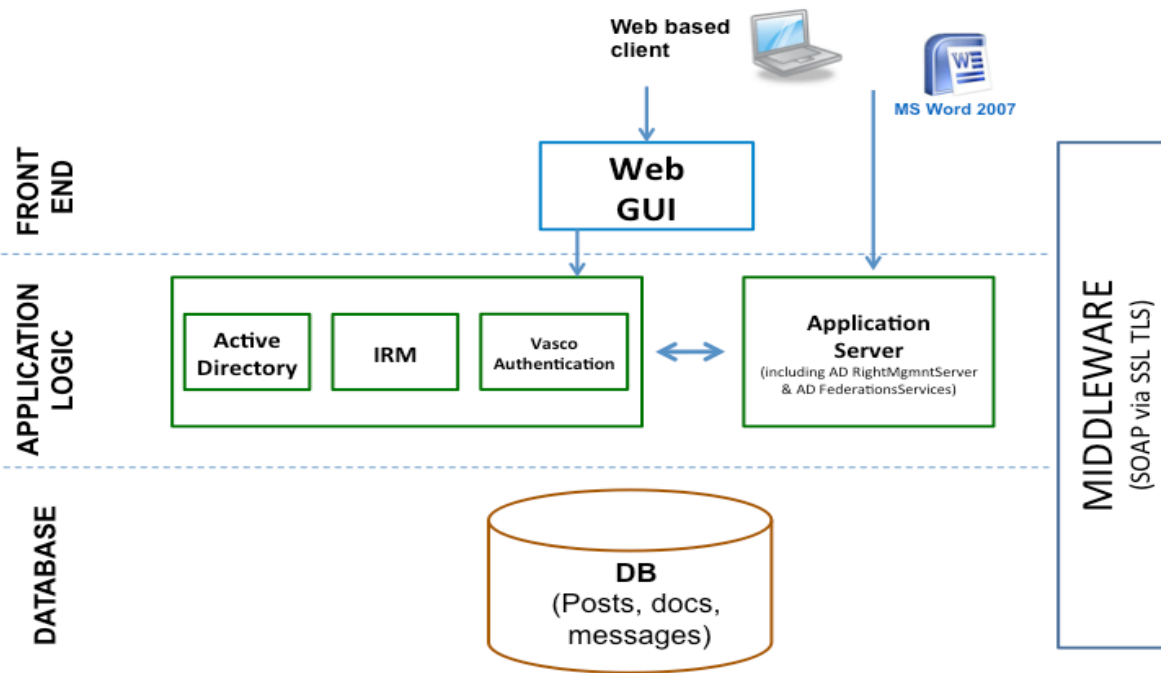 Web based
client
W
MS Word 2007
FRONT
END
Web
GUI
APPLICATION
LOGIC
Active
Directory
IRM
Vasco
Authentication
Application
Server
(including AD RightMgmntServer
& AD FederationsServices)
MIDDLEWARE
(SOAP via SSL TLS)
DATABASE
DB
(Posts, docs,
messages)